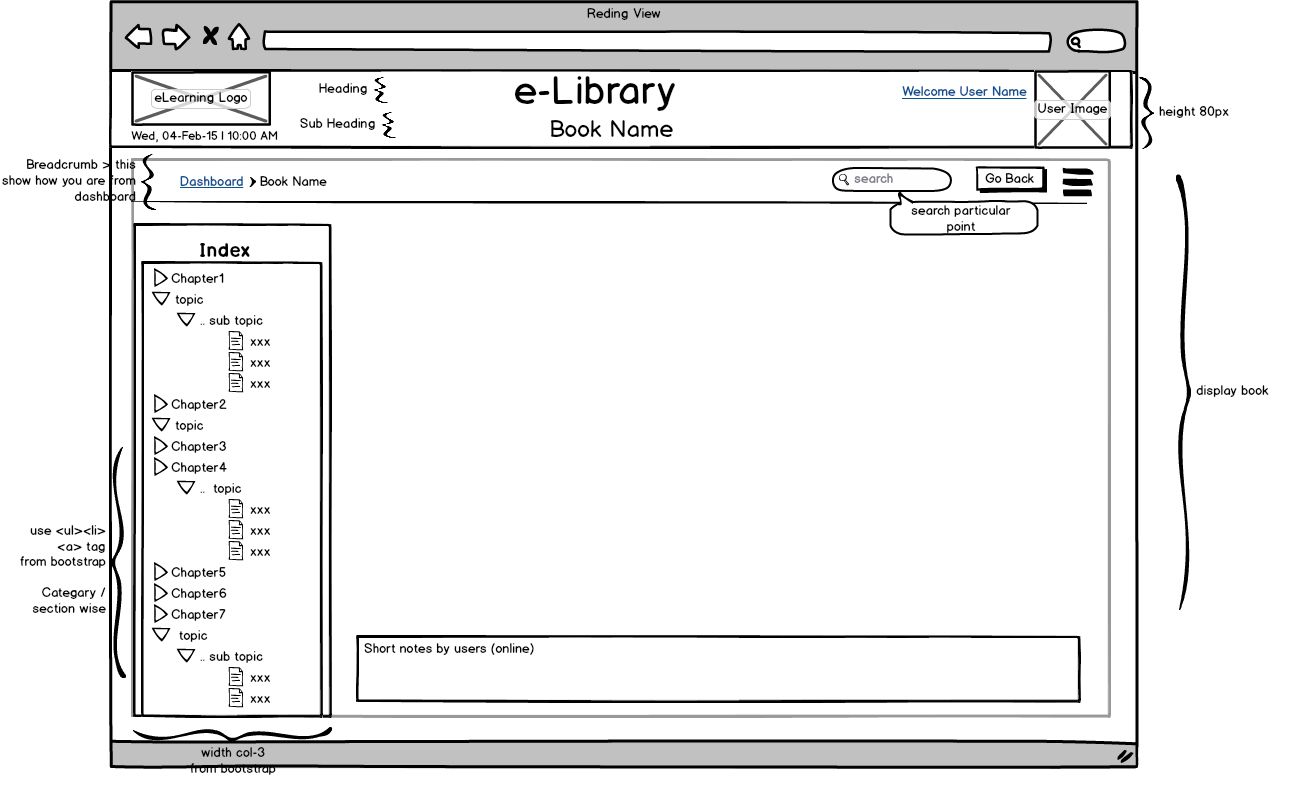 Reding View
eLearning Logo
Wed, 04-Feb-15 | 10:00 AM
Heading
Sub Heading
e-Library
Book Name
Welcome User Name
User Image
height 80px
Breadcrumb > this
show how you are from
dashboard
Dashboard
Book Name
search
Go Back
search particular
point
Index
Chapter1
topic
.. sub topic
xxx
xxx
xxx
Chapter2
topic
Chapter3
Chapter4
.. topic
xxx
xxx
xxx
Chapter5
Chapter6
Chapter7
topic
.. sub topic
xxx
xxx
use <ul><li>
<a> tag
from bootstrap
Categary /
section wise
display book
Short notes by users (online)
width col-3
from bootstrap